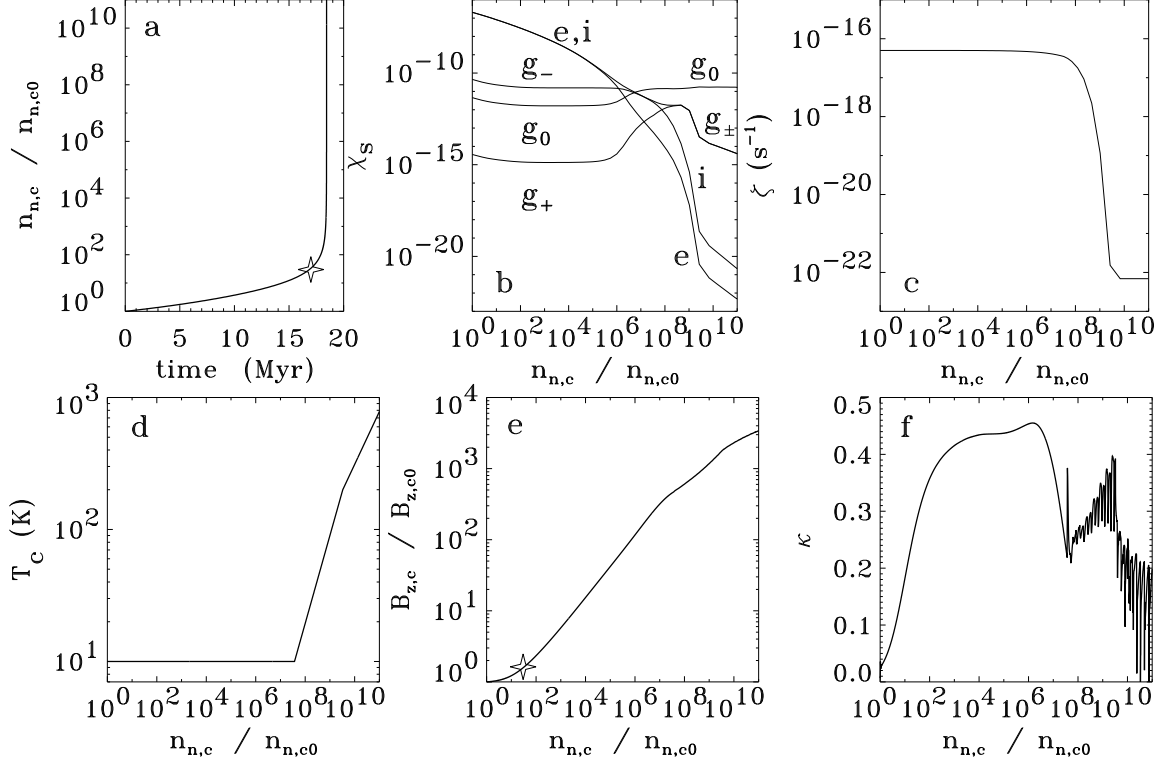 a
10^10
10^8
10^6
10^4
10^2
10^0
n_n,c / n_n,c0
0 5 10 15 20
time (Myr)
b
e,i
g_-
g_0
g_0
g_+
g_±
i
e
10^-10
10^-15
10^-20
χ_s
10^0 10^2 10^4 10^6 10^8 10^10
n_n,c / n_n,c0
c
10^-16
10^-18
10^-20
10^-22
ζ (s^-1)
10^0 10^2 10^4 10^6 10^8 10^10
n_n,c / n_n,c0
d
10^3
10^2
10^1
T_c (K)
10^0 10^2 10^4 10^6 10^8 10^10
n_n,c / n_n,c0
e
10^4
10^3
10^2
10^1
10^0
B_z,c / B_z,c0
10^0 10^2 10^4 10^6 10^8 10^10
n_n,c / n_n,c0
f
0.5
0.4
0.3
0.2
0.1
0.0
κ
10^0 10^2 10^4 10^6 10^8 10^10
n_n,c / n_n,c0